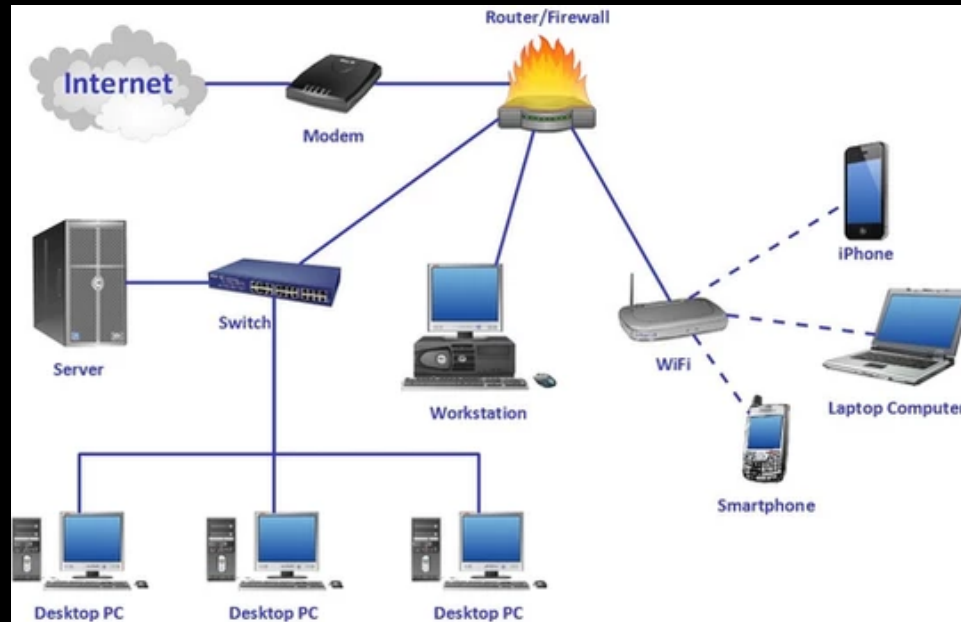 Router/Firewall
Internet
Modem
iPhone
Switch
Server
WiFi
Workstation
Laptop Computer
Smartphone
Desktop PC
Desktop PC
Desktop PC